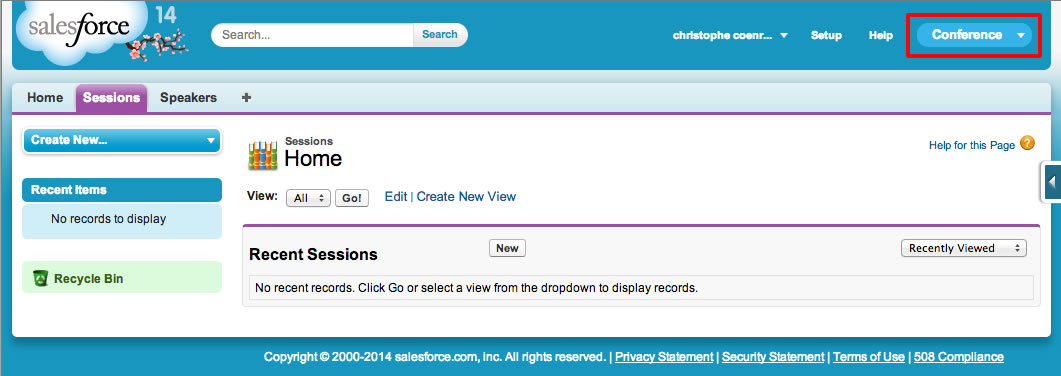 salesforce
14
Search...
Search
christophe coenr...
Setup
Help
Conference
Home Sessions Speakers +
Create New...
Recent Items
No records to display
Recycle Bin
Sessions
Home
Help for this Page ?
View: All Go! Edit | Create New View
Recent Sessions New Recently Viewed
No recent records. Click Go or select a view from the dropdown to display records.
Copyright © 2000-2014 salesforce.com, inc. All rights reserved. | Privacy Statement | Security Statement | Terms of Use | 508 Compliance